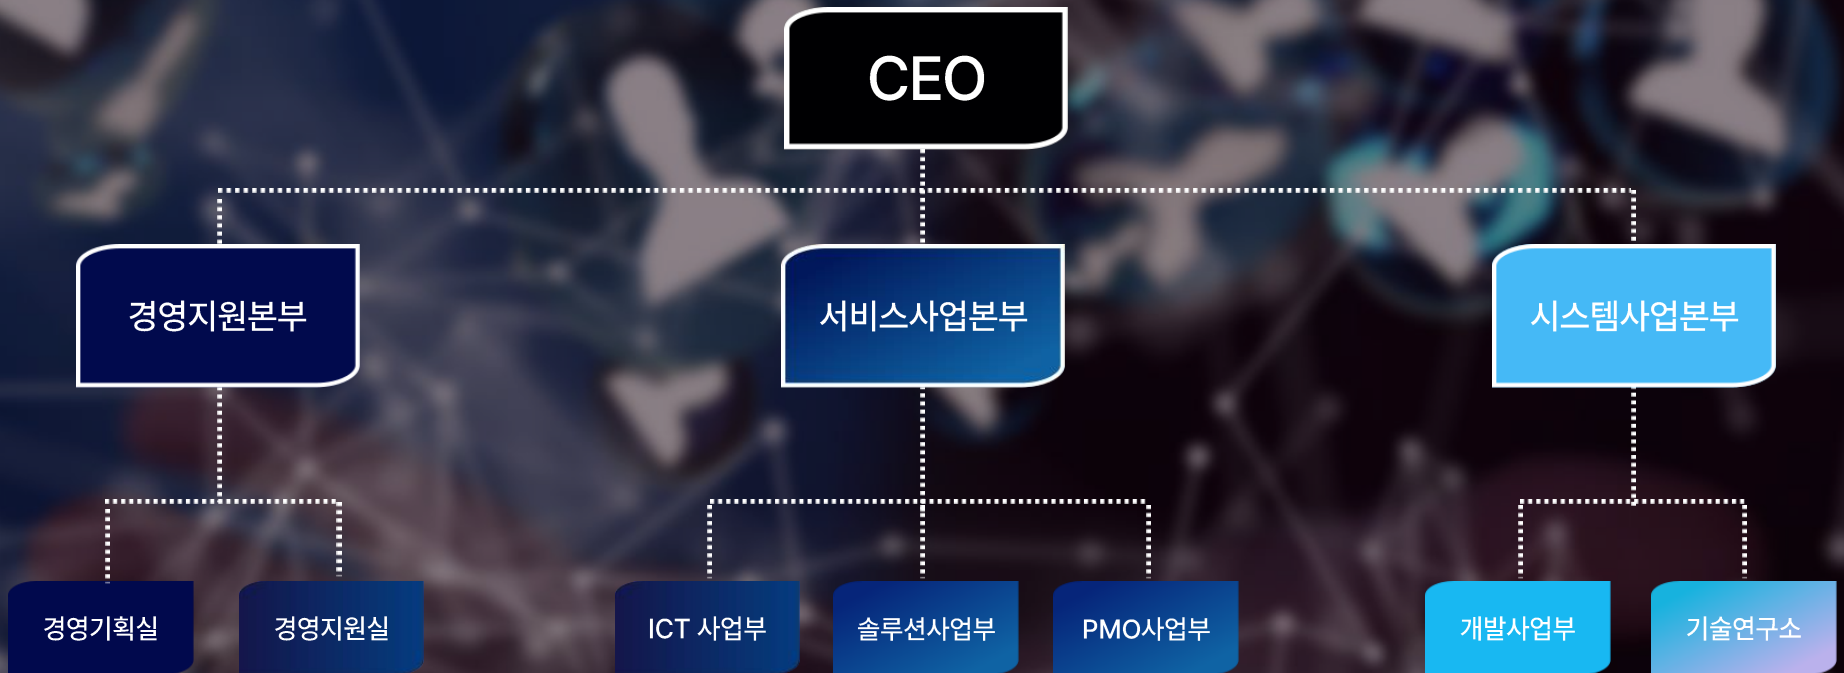 CEO
경영지원본부
서비스사업본부
시스템사업본부
경영기획실
경영지원실
ICT 사업부
솔루션사업부
PMO사업부
개발사업부
기술연구소